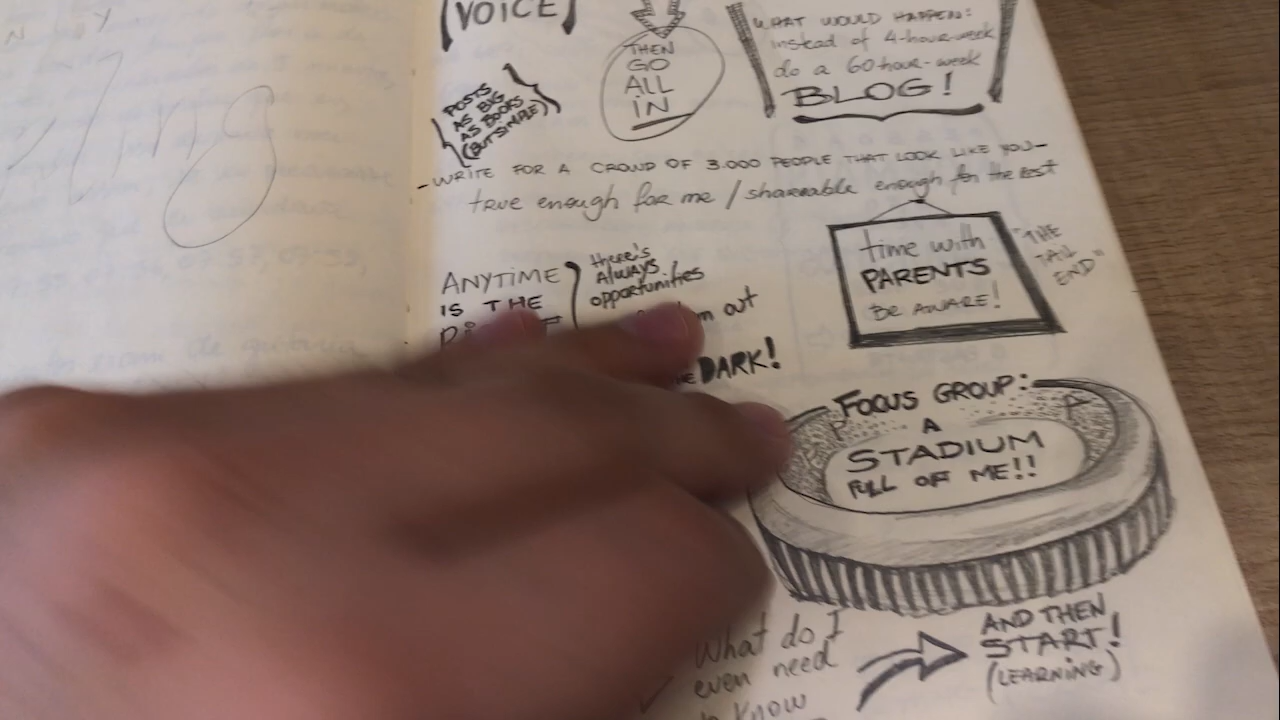 (VOICE)
THEN
GO
ALL
IN
WHAT WOULD HAPPEN:
instead of 4-hour-week
do a 60 hour-week
BLOG!
POSTS
AS BIG
AS BOOKS
(BUT SIMPLE)
-WRITE FOR A CROWD OF 3.000 PEOPLE THAT LOOK LIKE YOU-
true enough for me / shareable enough for the rest
ANYTIME
IS THE
there's
Always
opportunities
out
DARK!
time with
PARENTS
BE AWARE!
"THE
TAIL
END"
FOCUS GROUP:
A
STADIUM
FULL OF ME!!
What do I
even need
to know
AND THEN
START!
(LEARNING)